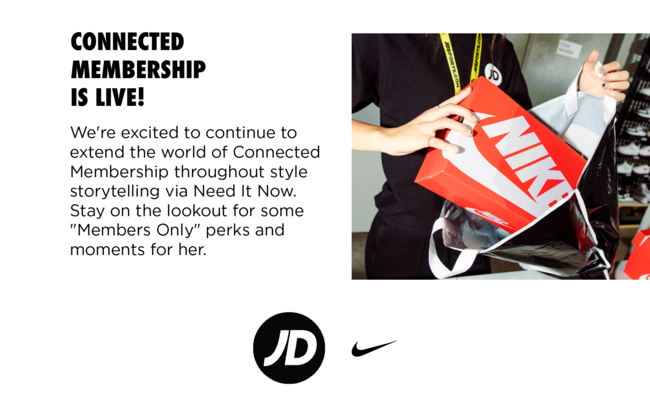 CONNECTED
MEMBERSHIP
IS LIVE!
We're excited to continue to
extend the world of Connected
Membership throughout style
storytelling via Need It Now.
Stay on the lookout for some
"Members Only" perks and
moments for her.
JDSPORTS.COM
JD
NIKE
JD